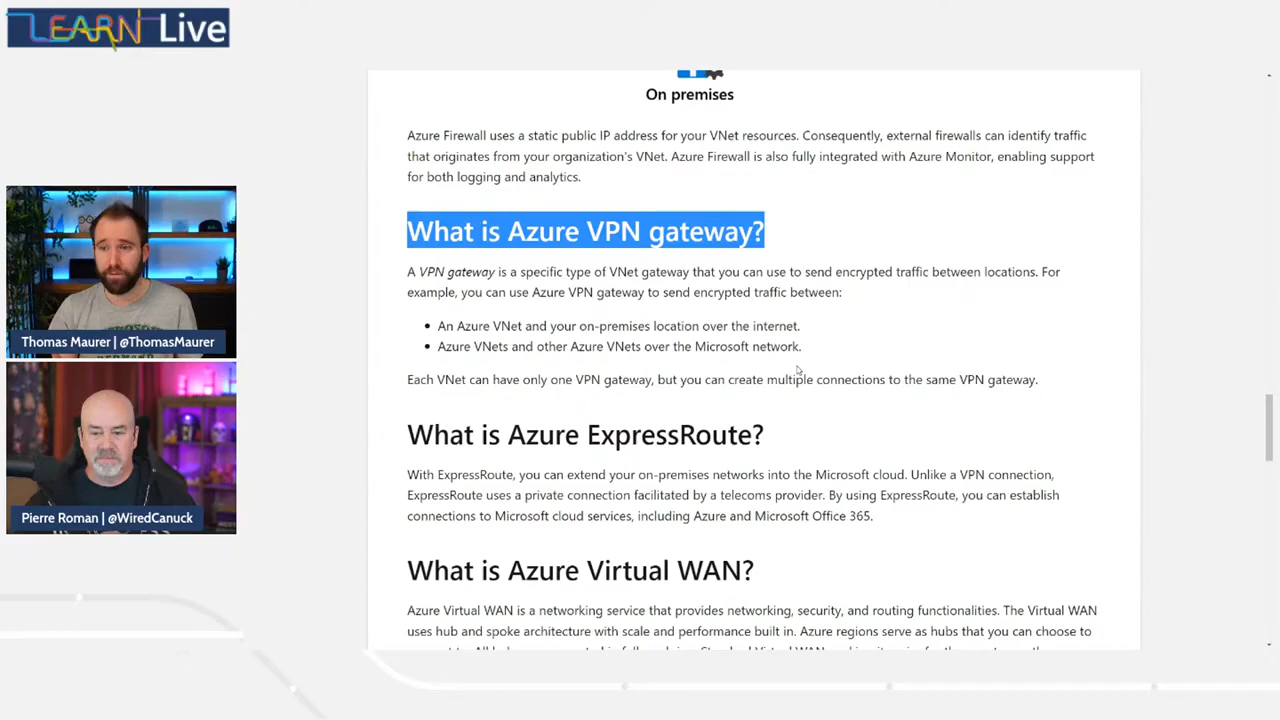 LEARN Live
On premises
Azure Firewall uses a static public IP address for your VNet resources. Consequently, external firewalls can identify traffic
that originates from your organization's VNet. Azure Firewall is also fully integrated with Azure Monitor, enabling support
for both logging and analytics.
What is Azure VPN gateway?
A VPN gateway is a specific type of VNet gateway that you can use to send encrypted traffic between locations. For
example, you can use Azure VPN gateway to send encrypted traffic between:
• An Azure VNet and your on-premises location over the internet.
• Azure VNets and other Azure VNets over the Microsoft network.
Each VNet can have only one VPN gateway, but you can create multiple connections to the same VPN gateway.
What is Azure ExpressRoute?
With ExpressRoute, you can extend your on-premises networks into the Microsoft cloud. Unlike a VPN connection,
ExpressRoute uses a private connection facilitated by a telecoms provider. By using ExpressRoute, you can establish
connections to Microsoft cloud services, including Azure and Microsoft Office 365.
What is Azure Virtual WAN?
Azure Virtual WAN is a networking service that provides networking, security, and routing functionalities. The Virtual WAN
uses hub and spoke architecture with scale and performance built in. Azure regions serve as hubs that you can choose to
Thomas Maurer | @ThomasMaurer
Pierre Roman | @WiredCanuck